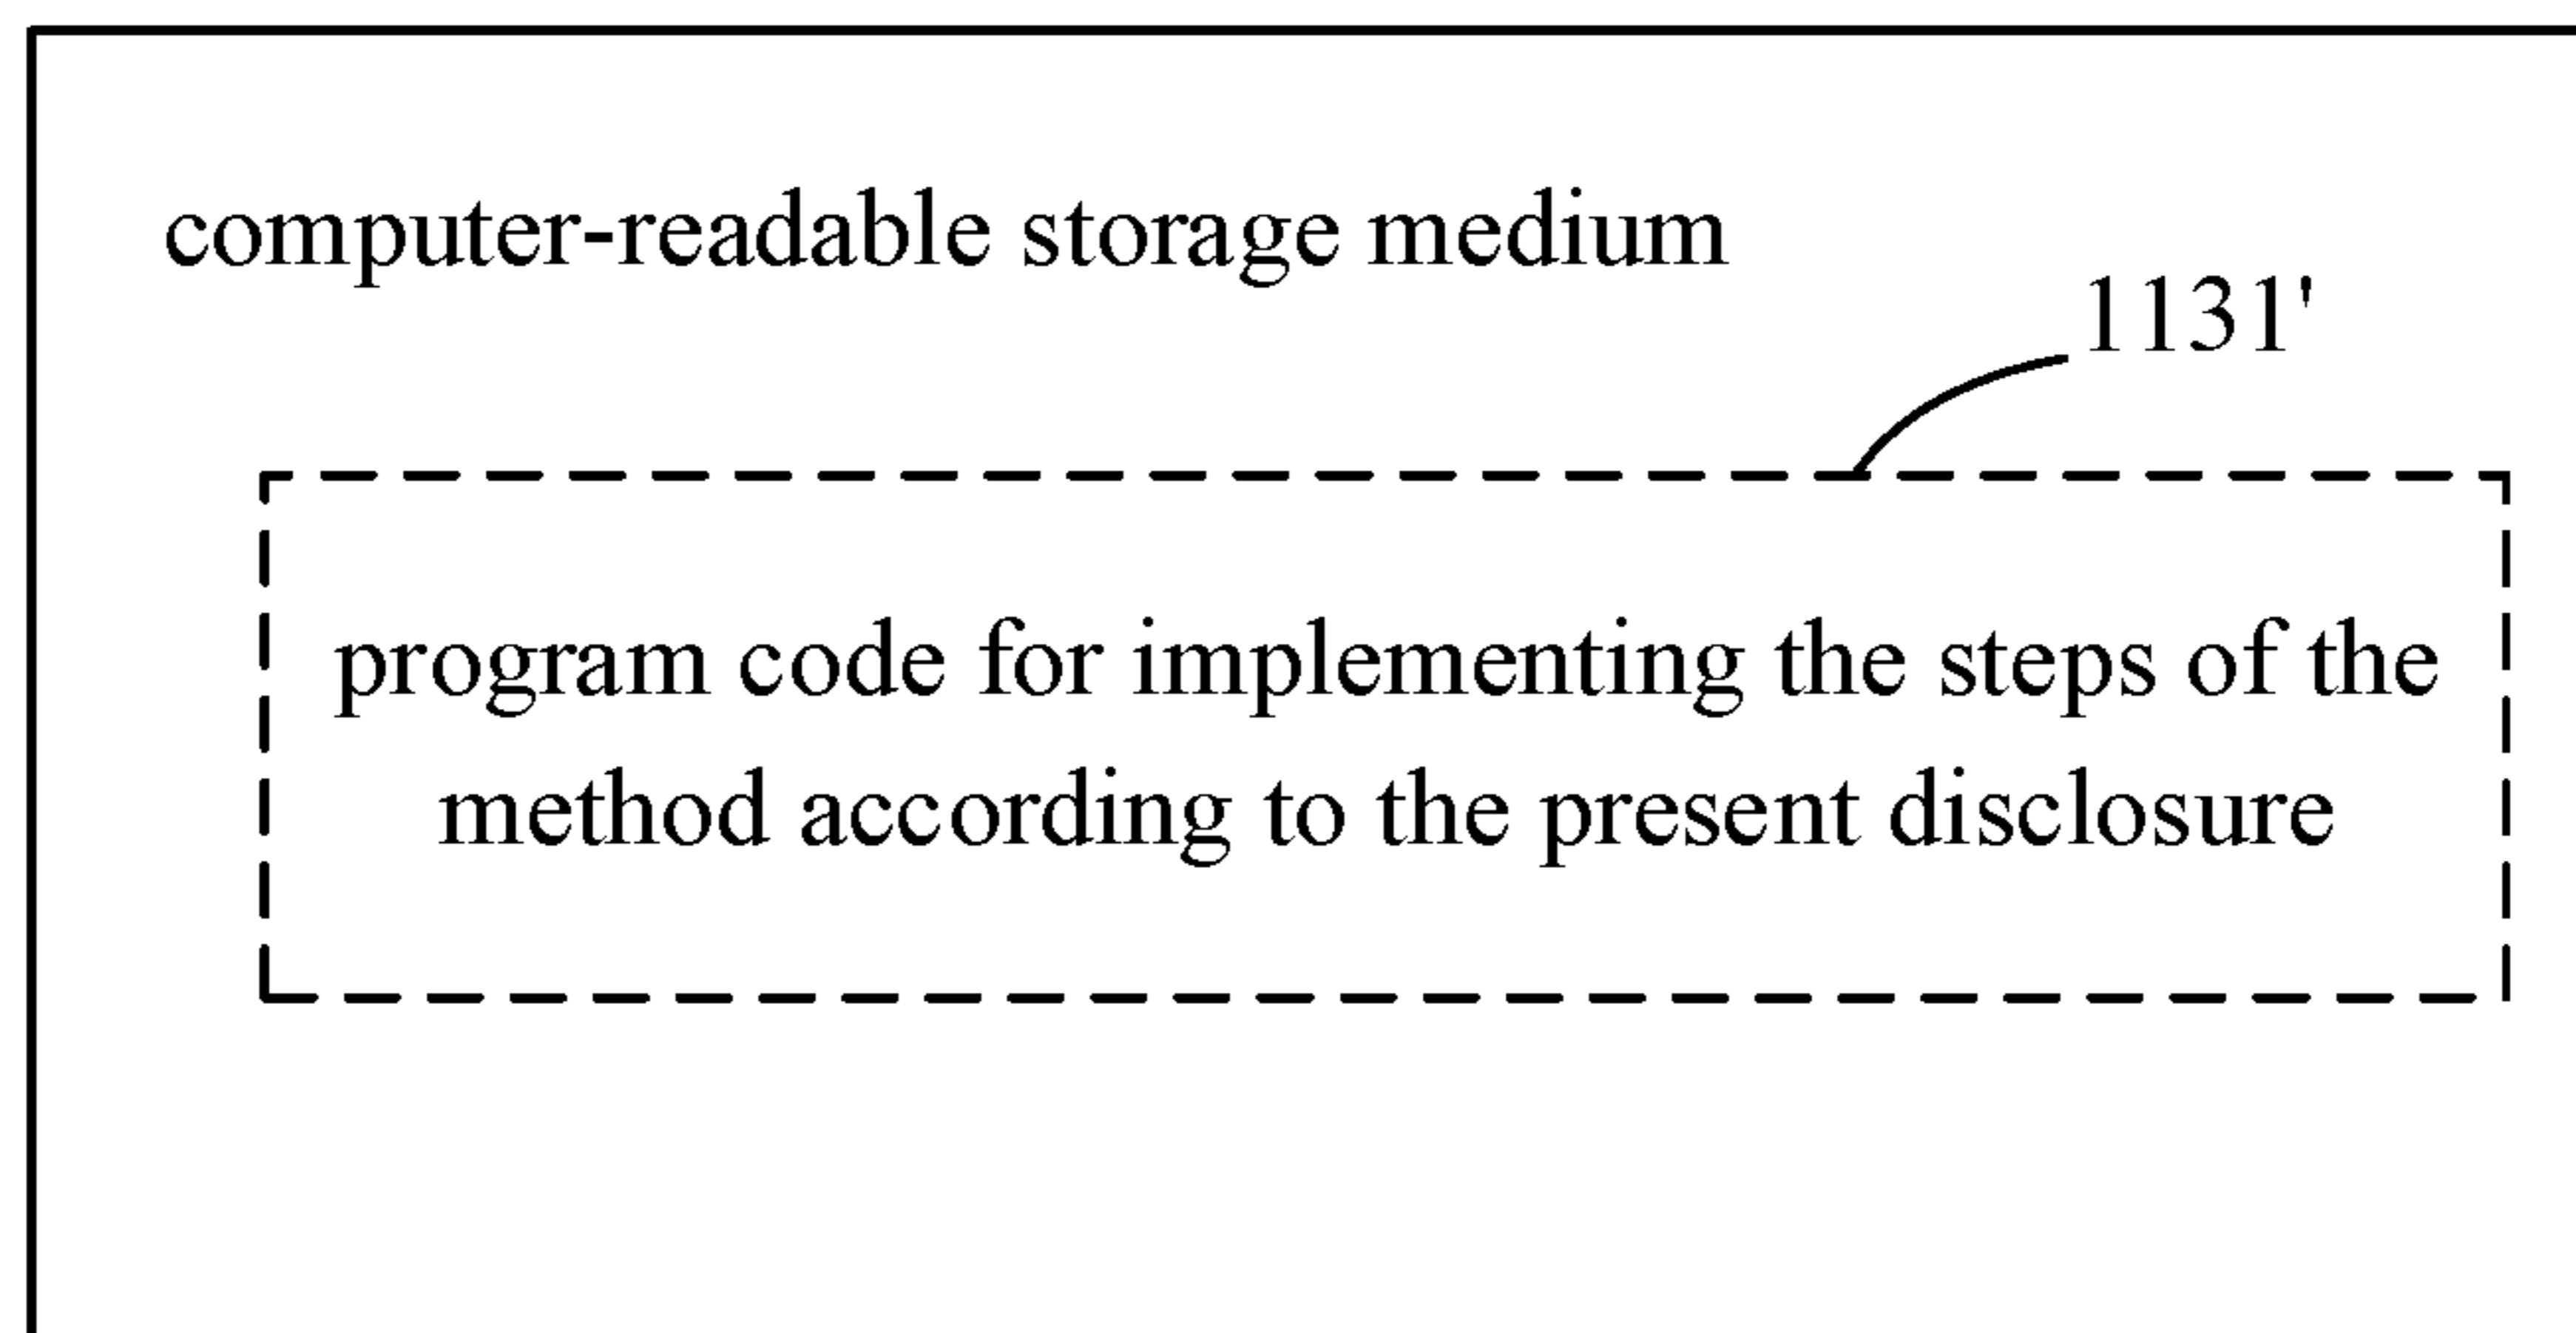 computer-readable storage medium
1131'
program code for implementing the steps of the
method according to the present disclosure